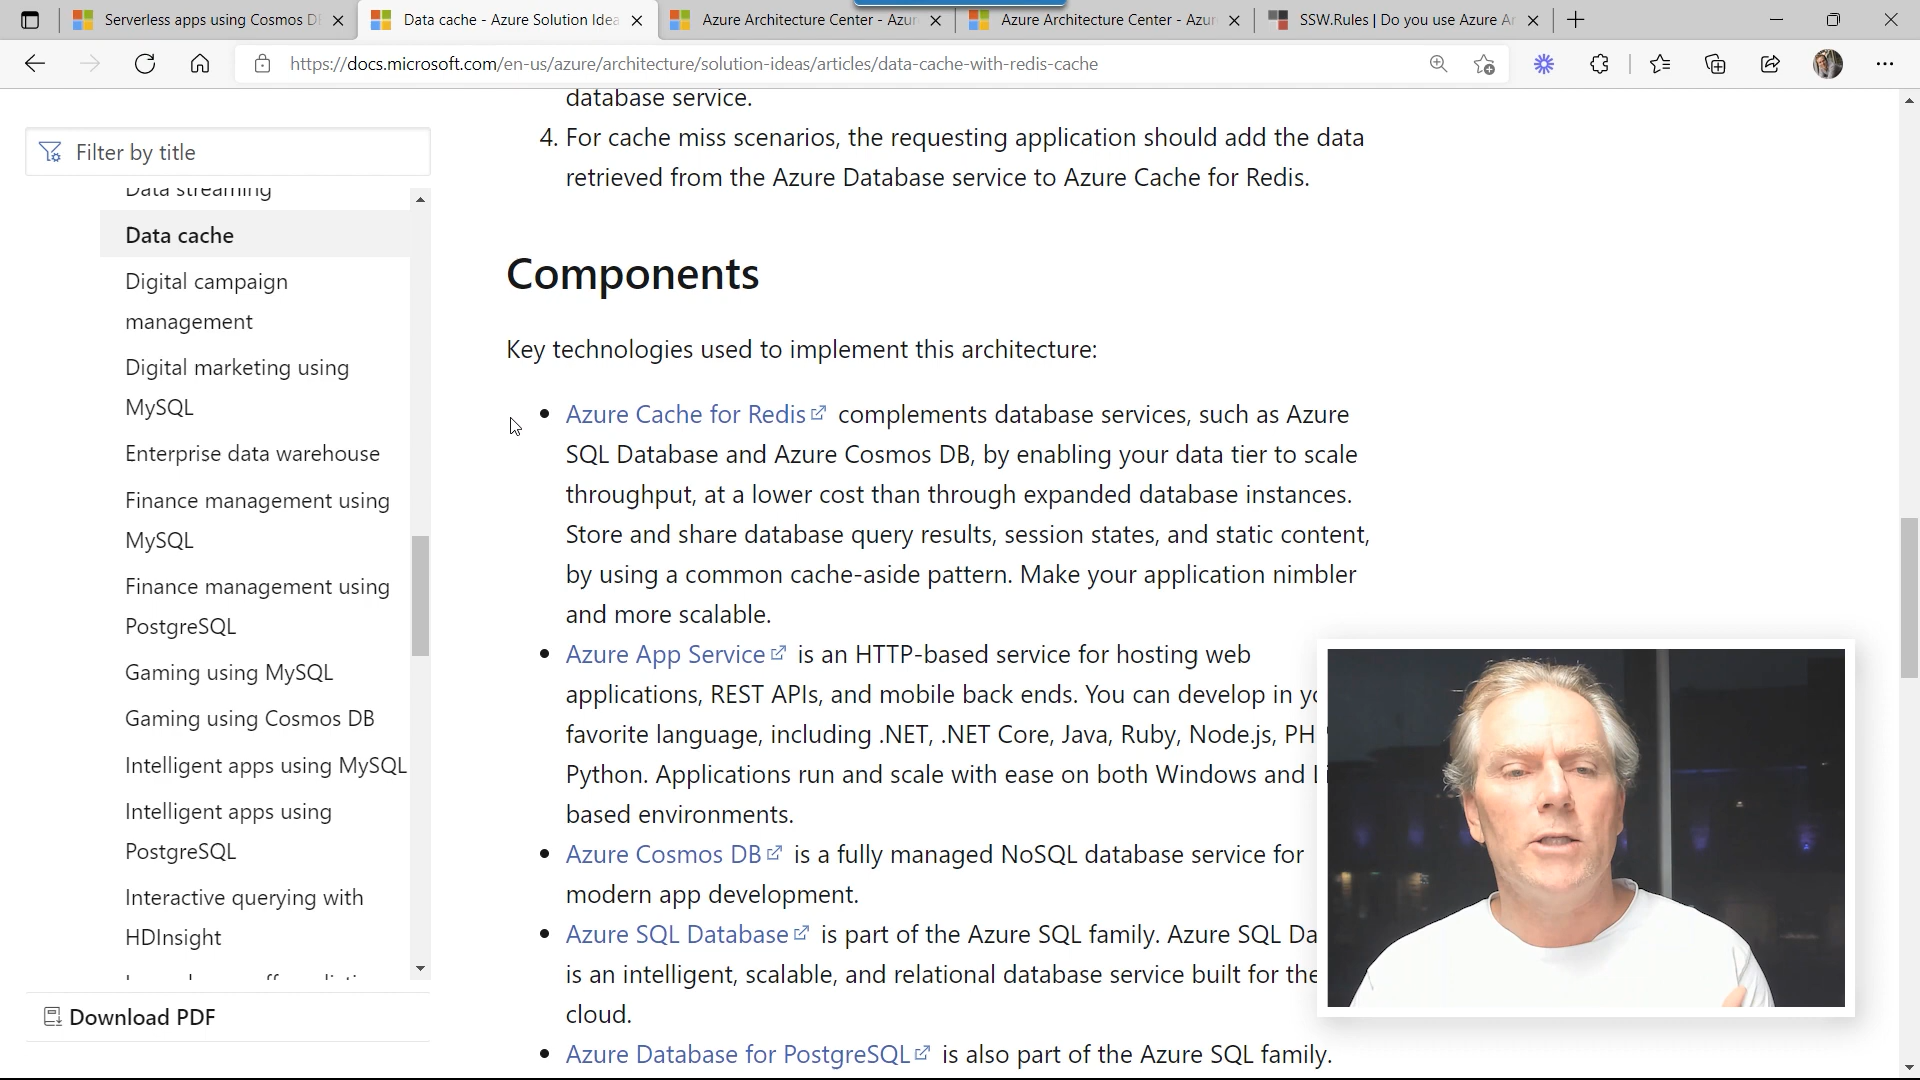 Serverless apps using Cosmos D
Data cache - Azure Solution Idea
Azure Architecture Center - Azur
Azure Architecture Center - Azur
SSW.Rules | Do you use Azure Ar
https://docs.microsoft.com/en-us/azure/architecture/solution-ideas/articles/data-cache-with-redis-cache
Filter by title
Data streaming
Data cache
Digital campaign
management
Digital marketing using
MySQL
Enterprise data warehouse
Finance management using
MySQL
Finance management using
PostgreSQL
Gaming using MySQL
Gaming using Cosmos DB
Intelligent apps using MySQL
Intelligent apps using
PostgreSQL
Interactive querying with
HDInsight
Download PDF
database service.
4. For cache miss scenarios, the requesting application should add the data
retrieved from the Azure Database service to Azure Cache for Redis.
Components
Key technologies used to implement this architecture:
• Azure Cache for Redis complements database services, such as Azure
SQL Database and Azure Cosmos DB, by enabling your data tier to scale
throughput, at a lower cost than through expanded database instances.
Store and share database query results, session states, and static content,
by using a common cache-aside pattern. Make your application nimbler
and more scalable.
• Azure App Service is an HTTP-based service for hosting web
applications, REST APIs, and mobile back ends. You can develop in yo
favorite language, including .NET, .NET Core, Java, Ruby, Node.js, PH
Python. Applications run and scale with ease on both Windows and Li
based environments.
• Azure Cosmos DB is a fully managed NoSQL database service for
modern app development.
• Azure SQL Database is part of the Azure SQL family. Azure SQL Da
is an intelligent, scalable, and relational database service built for the
cloud.
• Azure Database for PostgreSQL is also part of the Azure SQL family.